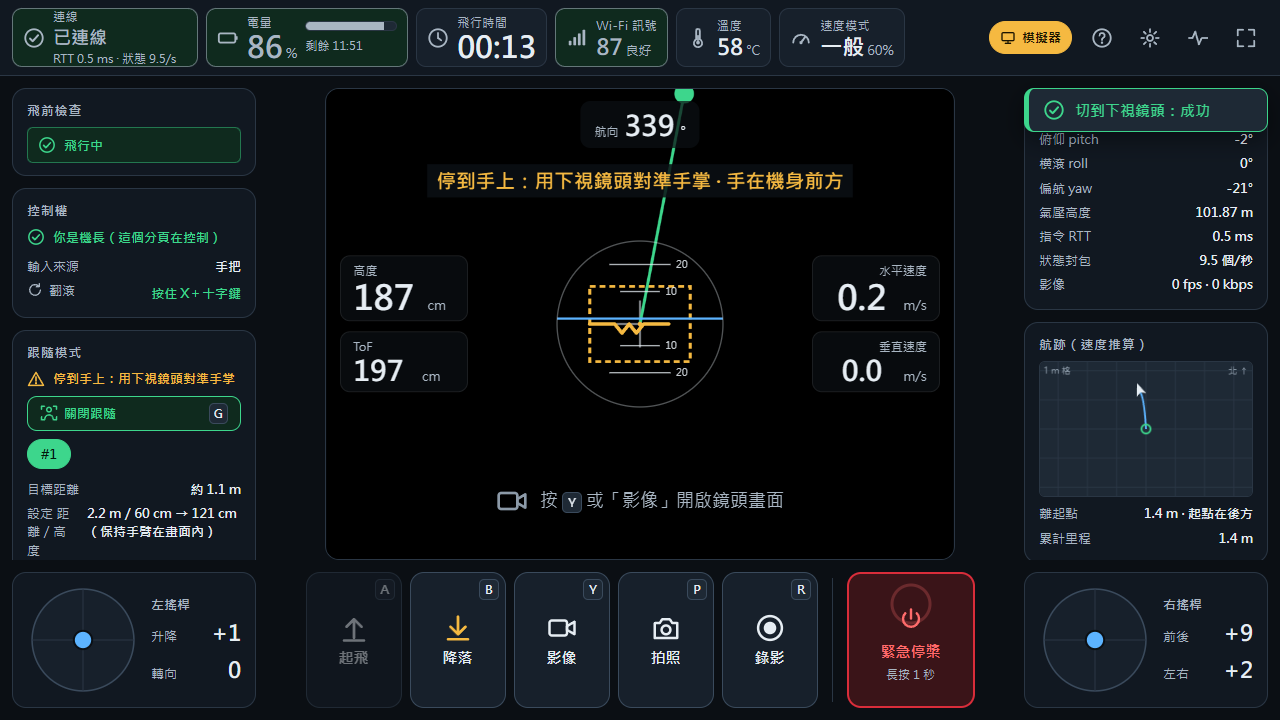 連線
已連線
RTT 0.5 ms · 狀態 9.5/s
電量
86 %
剩餘 11:51
飛行時間
00:13
Wi-Fi 訊號
87 良好
溫度
58 °C
速度模式
一般 60%
模擬器
飛前檢查
飛行中
控制權
你是機長（這個分頁在控制）
輸入來源 手把
翻滾 按住 X + 十字鍵
跟隨模式
停到手上：用下視鏡頭對準手掌
關閉跟隨 G
#1
目標距離 約 1.1 m
設定 距離 / 高度 2.2 m / 60 cm → 121 cm（保持手臂在畫面內）
航向 339 °
停到手上：用下視鏡頭對準手掌 · 手在機身前方
高度
187 cm
ToF
197 cm
20
10
10
20
水平速度
0.2 m/s
垂直速度
0.0 m/s
按 Y 或「影像」開啟鏡頭畫面
切到下視鏡頭：成功
俯仰 pitch -2°
橫滾 roll 0°
偏航 yaw -21°
氣壓高度 101.87 m
指令 RTT 0.5 ms
狀態封包 9.5 個/秒
影像 0 fps · 0 kbps
航跡（速度推算）
1 m 格 北 ↑
離起點 1.4 m · 起點在後方
累計里程 1.4 m
左搖桿
升降 +1
轉向 0
A
起飛
B
降落
Y
影像
P
拍照
R
錄影
緊急停槳
長按 1 秒
右搖桿
前後 +9
左右 +2